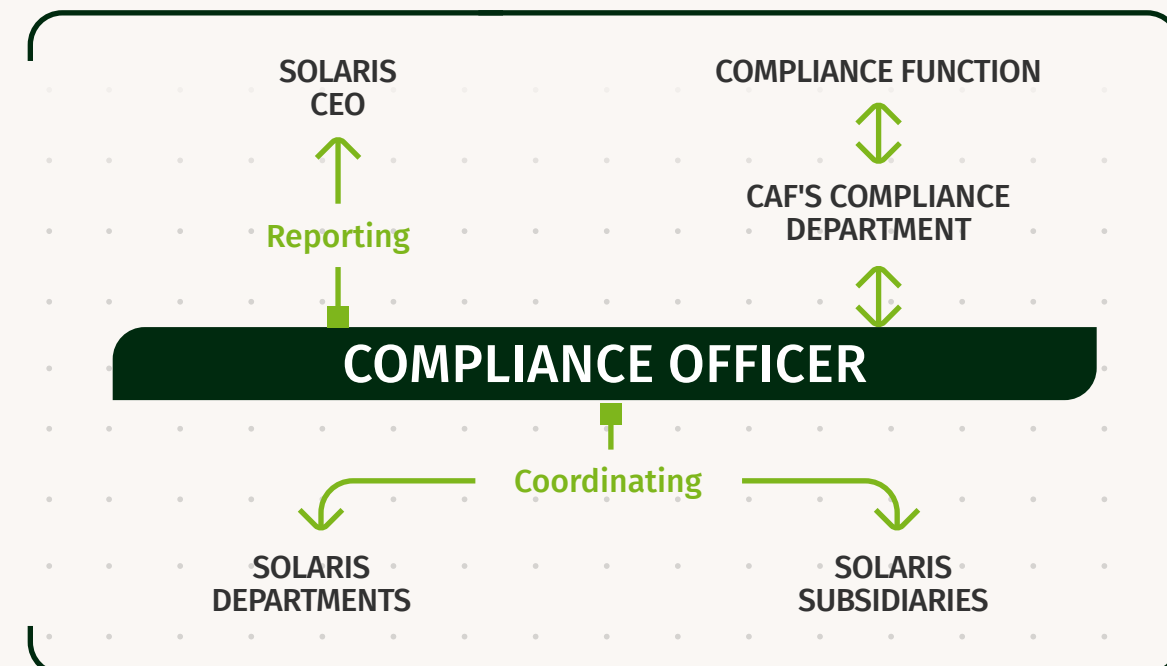 SOLARIS
CEO
COMPLIANCE FUNCTION
CAF'S COMPLIANCE
DEPARTMENT
Reporting
COMPLIANCE OFFICER
Coordinating
SOLARIS
DEPARTMENTS
SOLARIS
SUBSIDIARIES